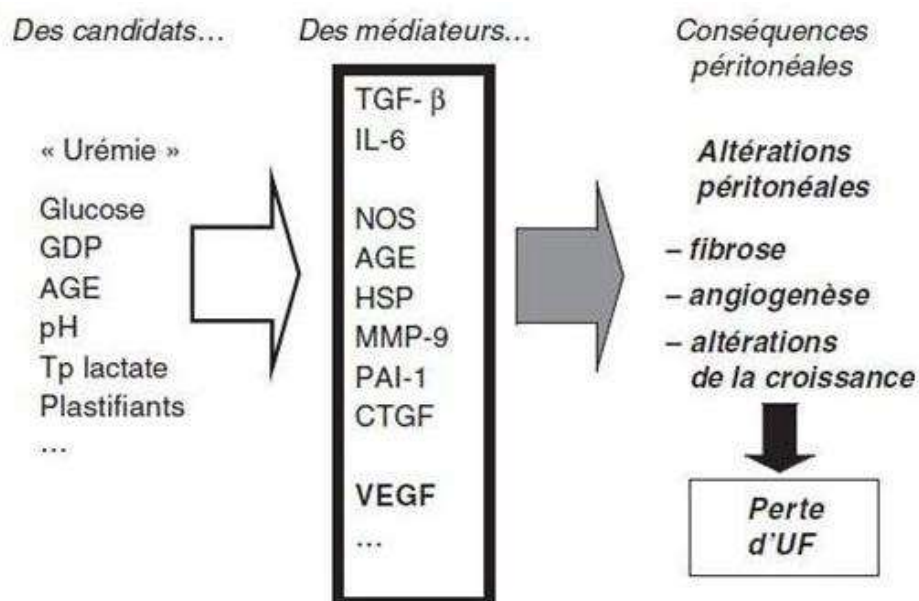 Des candidats…
« Urémie »
Glucose
GDP
AGE
pH
Tp lactate
Plastifiants
…
Des médiateurs…
TGF- β
IL-6
NOS
AGE
HSP
MMP-9
PAI-1
CTGF
VEGF
…
Conséquences
péritonéales
Altérations
péritonéales
– fibrose
– angiogenèse
– altérations
de la croissance
Perte
d'UF